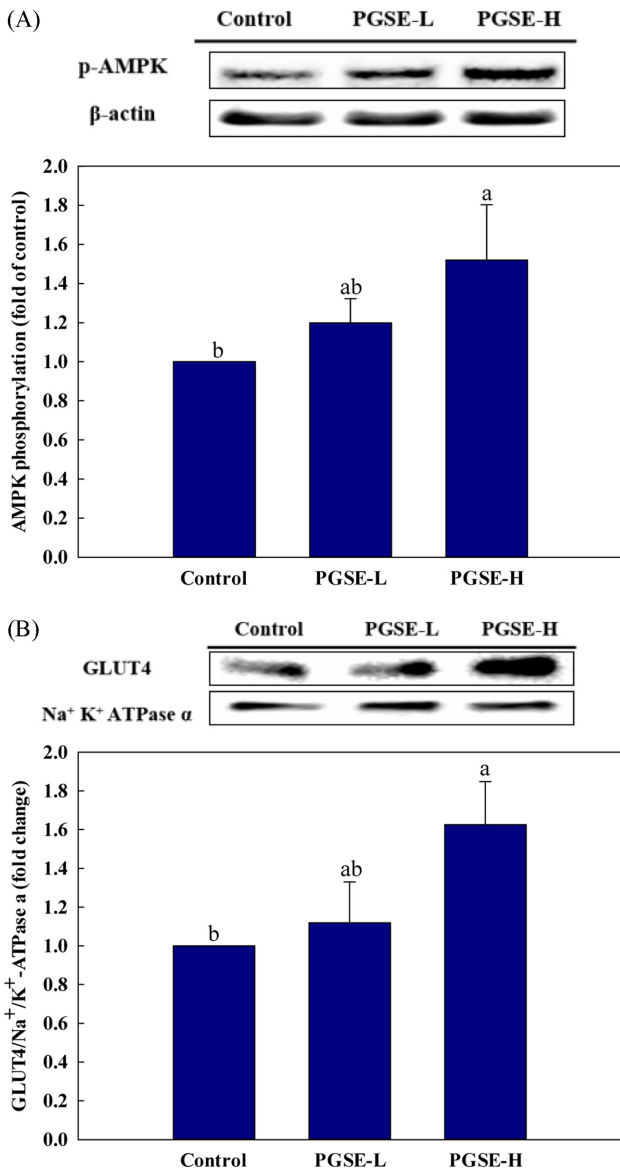 (A)
Control PGSE-L PGSE-H
p-AMPK
β-actin
AMPK phosphorylation (fold of control)
2.0
1.8
1.6
1.4
1.2
1.0
0.8
0.6
0.4
0.2
0.0
b
ab
a
Control PGSE-L PGSE-H
(B)
Control PGSE-L PGSE-H
GLUT4
Na⁺ K⁺ ATPase α
GLUT4/Na⁺/K⁺-ATPase a (fold change)
2.0
1.8
1.6
1.4
1.2
1.0
0.8
0.6
0.4
0.2
0.0
b
ab
a
Control PGSE-L PGSE-H